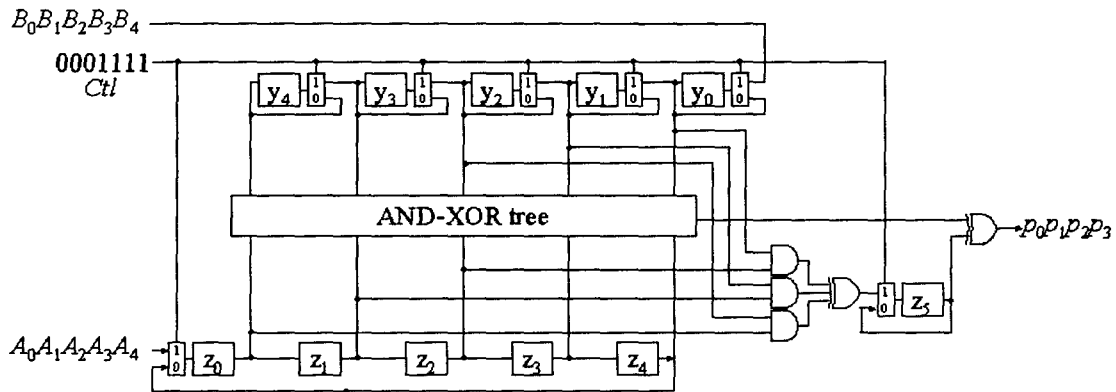 B₀B₁B₂B₃B₄
0001111
Ctl
y₄ 1 0 y₃ 1 0 y₂ 1 0 y₁ 1 0 y₀ 1 0
AND-XOR tree
p₀p₁p₂p₃
1 0 z₅
A₀A₁A₂A₃A₄ 1 0 z₀ z₁ z₂ z₃ z₄